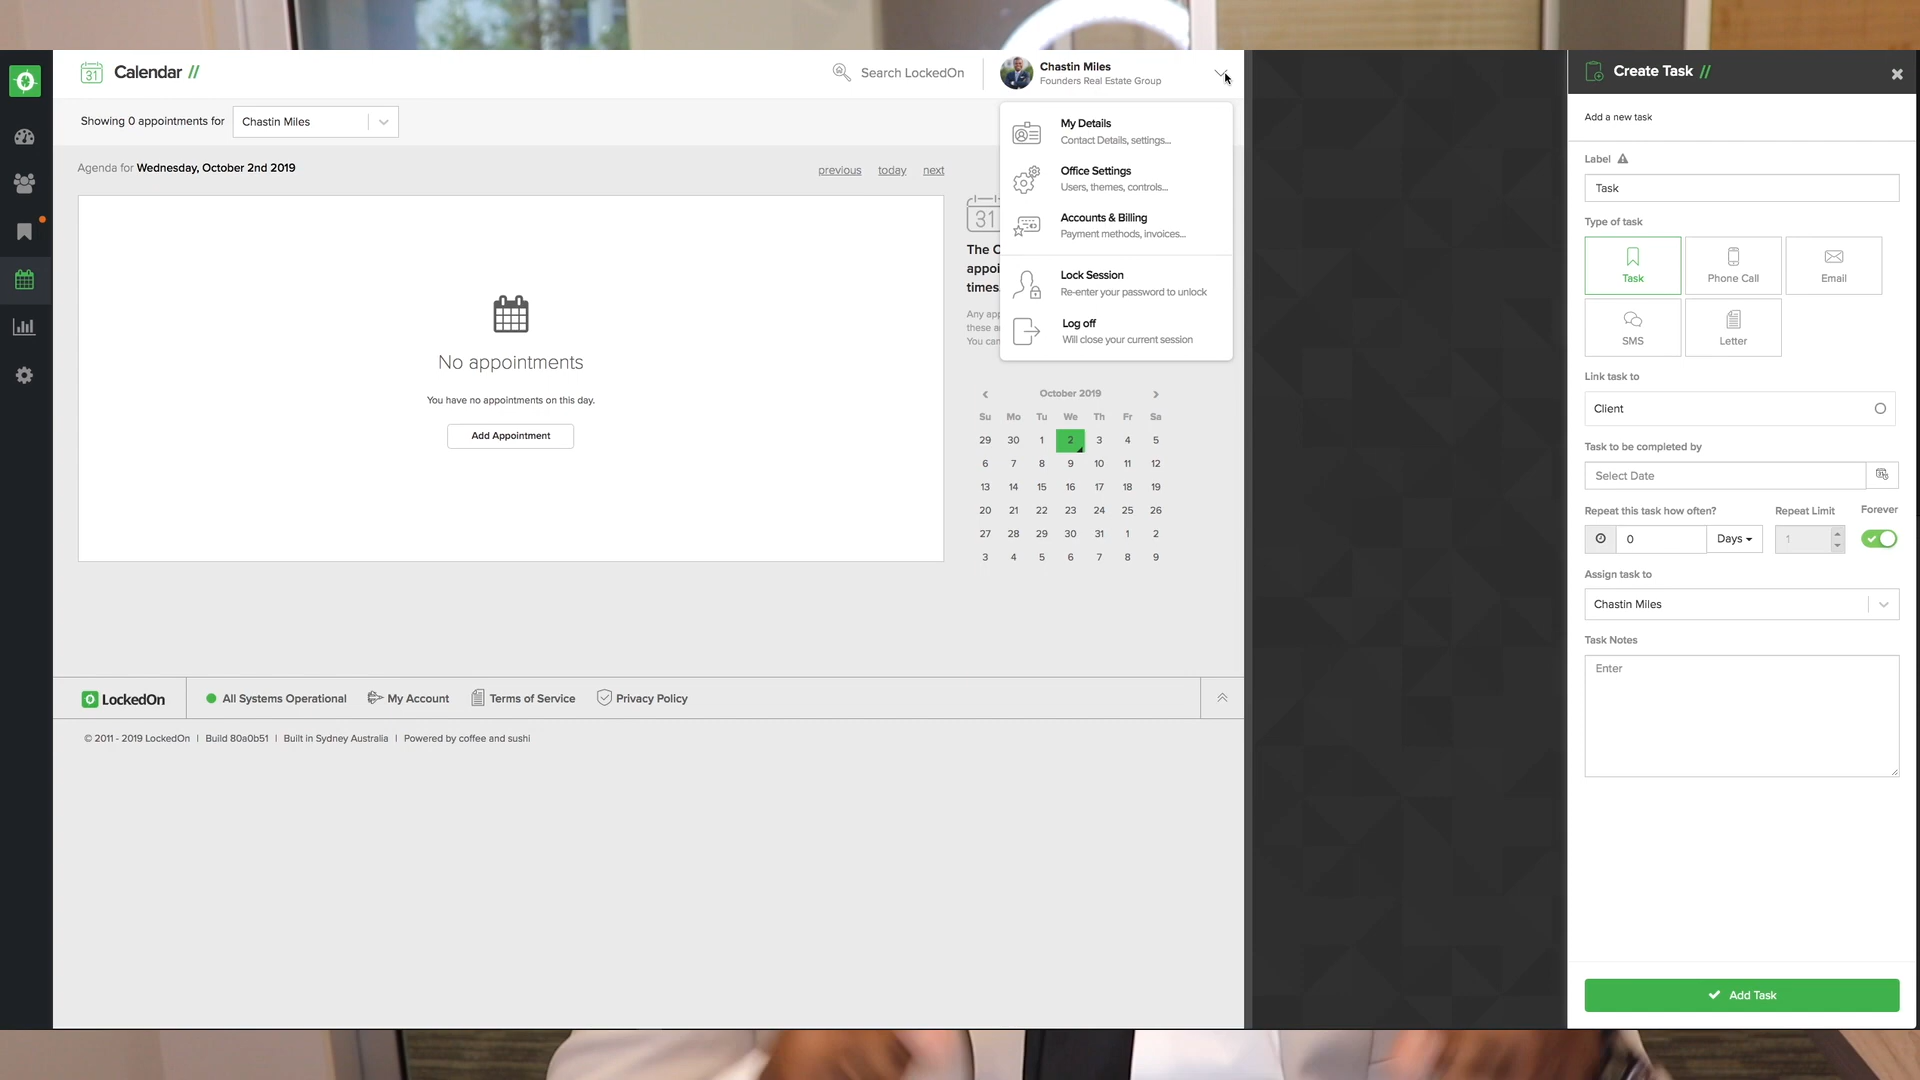 Calendar //
Search LockedOn
Chastin Miles
Founders Real Estate Group
Showing 0 appointments for
Chastin Miles
Agenda for Wednesday, October 2nd 2019
previous
today
next
No appointments
You have no appointments on this day.
Add Appointment
My Details
Contact Details, settings...
Office Settings
Users, themes, controls...
Accounts & Billing
Payment methods, invoices...
Lock Session
Re-enter your password to unlock
Log off
Will close your current session
31
The
times.
Any
these
You
October 2019
Su Mo Tu We Th Fr Sa
29 30 1 2 3 4 5
6 7 8 9 10 11 12
13 14 15 16 17 18 19
20 21 22 23 24 25 26
27 28 29 30 31 1 2
3 4 5 6 7 8 9
LockedOn
All Systems Operational
My Account
Terms of Service
Privacy Policy
© 2011 - 2019 LockedOn | Build 80a0b51 | Built in Sydney Australia | Powered by coffee and sushi
Create Task //
Add a new task
Label
Task
Type of task
Task
Phone Call
Email
SMS
Letter
Link task to
Client
Task to be completed by
Select Date
Repeat this task how often?
Repeat Limit
Forever
0
Days
1
Assign task to
Chastin Miles
Task Notes
Enter
Add Task